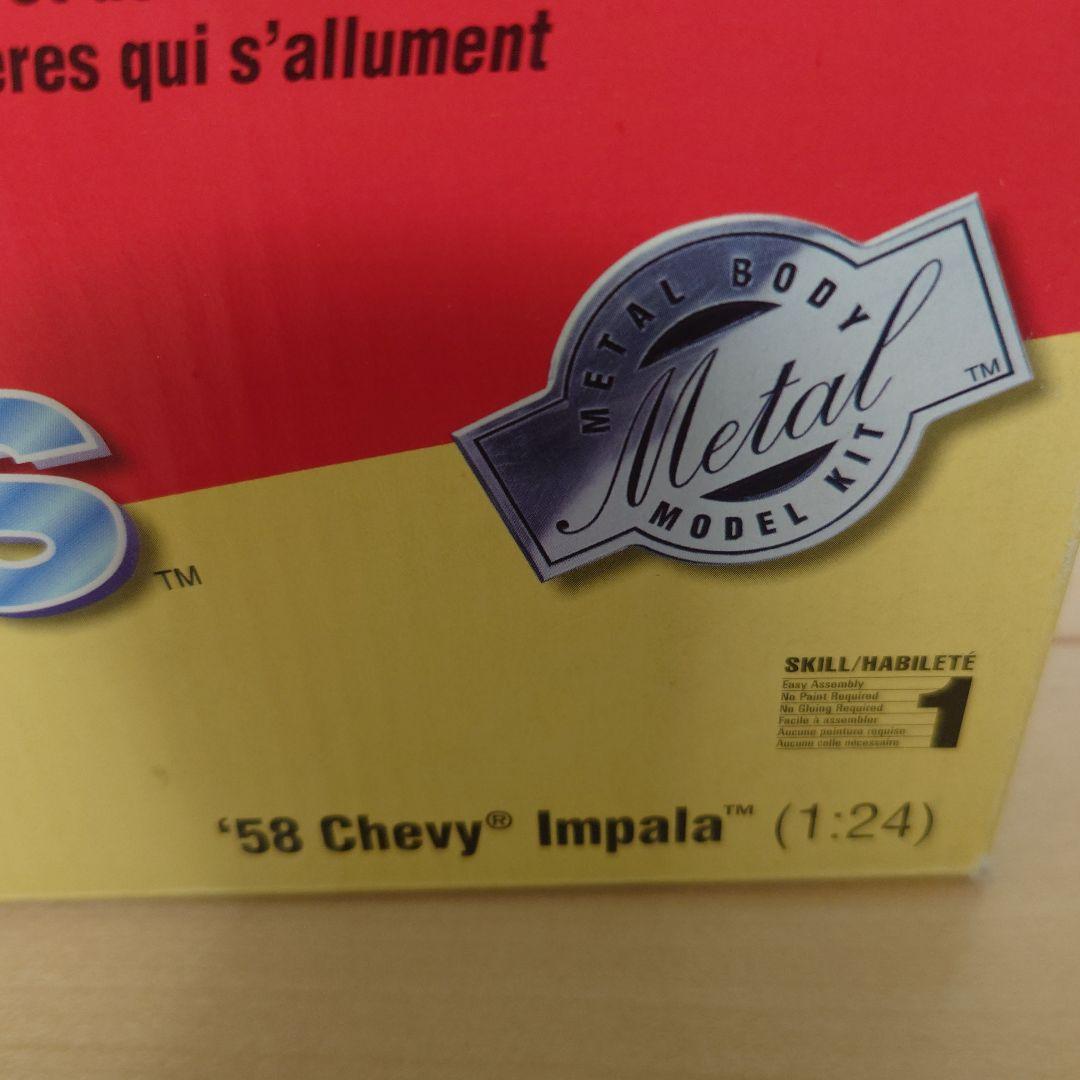 qui s'allument
METAL BODY
Metal
TM
MODEL KIT
6
TM
SKILL/HABILETÉ
1
Easy Assembly
No Paint Required
No Gluing Required
Facile à assembler
Aucune peinture requise
Aucune colle nécessaire
'58 Chevy® Impala™ (1:24)